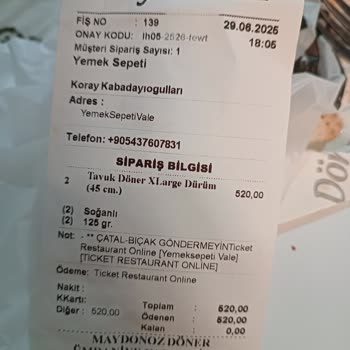 FİŞ NO : 139
29.06.2025
ONAY KODU: lh05-2526-fewt
18:05
Müşteri Sipariş Sayısı: 1
Yemek Sepeti
Koray Kabadayıogulları
Adres :
YemekSepetiVale
Telefon: +905437607831
SİPARİŞ BİLGİSİ
2 Tavuk Döner XLarge Dürüm 520,00
(45 cm.)
(2) Soğanlı
(2) 125 gr.
Not: - ** ÇATAL-BIÇAK GÖNDERMEYİNTicket
Restaurant Online [Yemeksepeti Vale]
[TICKET RESTAURANT ONLINE]
Ödeme: Ticket Restaurant Online
Nakit :
KKartı: Toplam : 520,00
Diğer : 520,00 Ödenen : 520,00
Kalan : 0,00
MAYDONOZ DÖNER
Dön